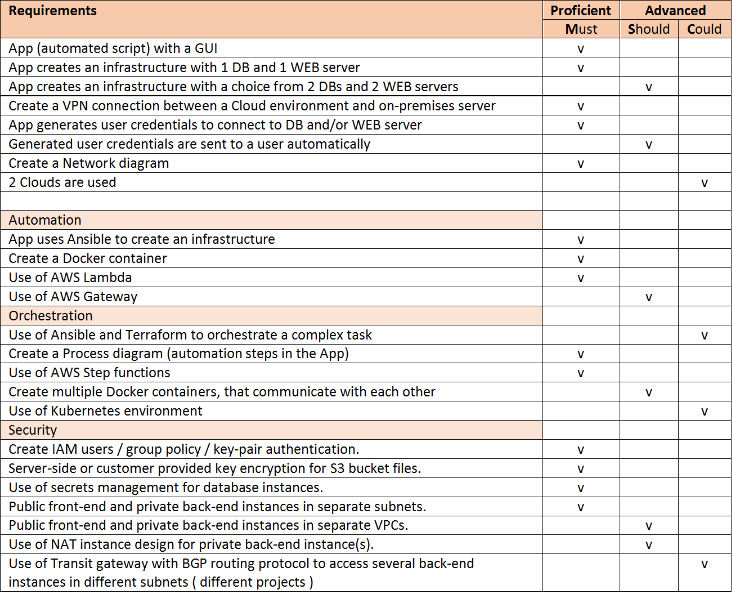 Requirements Proficient Advanced
Must Should Could
App (automated script) with a GUI v
App creates an infrastructure with 1 DB and 1 WEB server v
App creates an infrastructure with a choice from 2 DBs and 2 WEB servers v
Create a VPN connection between a Cloud environment and on-premises server v
App generates user credentials to connect to DB and/or WEB server v
Generated user credentials are sent to a user automatically v
Create a Network diagram v
2 Clouds are used v
Automation
App uses Ansible to create an infrastructure v
Create a Docker container v
Use of AWS Lambda v
Use of AWS Gateway v
Orchestration
Use of Ansible and Terraform to orchestrate a complex task v
Create a Process diagram (automation steps in the App) v
Use of AWS Step functions v
Create multiple Docker containers, that communicate with each other v
Use of Kubernetes environment v
Security
Create IAM users / group policy / key-pair authentication. v
Server-side or customer provided key encryption for S3 bucket files. v
Use of secrets management for database instances. v
Public front-end and private back-end instances in separate subnets. v
Public front-end and private back-end instances in separate VPCs. v
Use of NAT instance design for private back-end instance(s). v
Use of Transit gateway with BGP routing protocol to access several back-end v
instances in different subnets ( different projects )